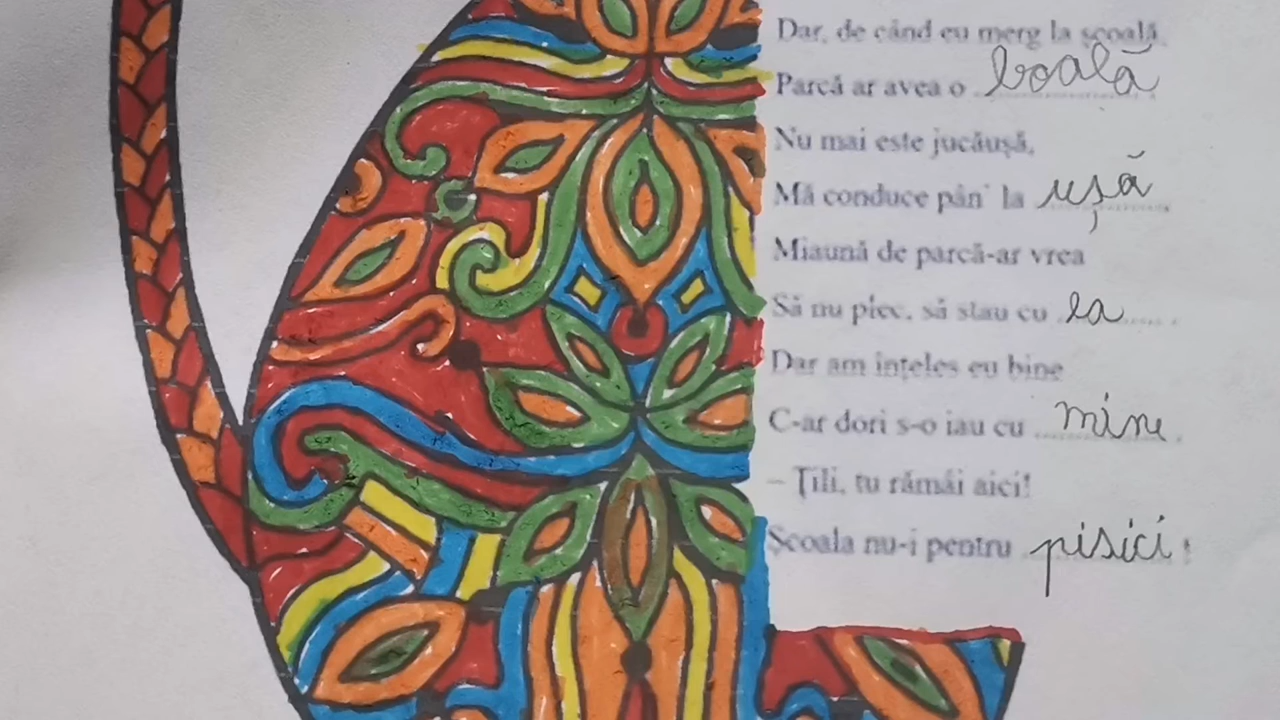 Dar, de când eu merg la școală,
Parcă ar avea o boală
Nu mai este jucăușă,
Mă conduce pân' la ușă
Miaună de parcă-ar vrea
Să nu plec, să stau cu ea
Dar am înțeles eu bine
C-ar dori s-o iau cu mine
– Țili, tu rămâi aici!
Școala nu-i pentru pisici!